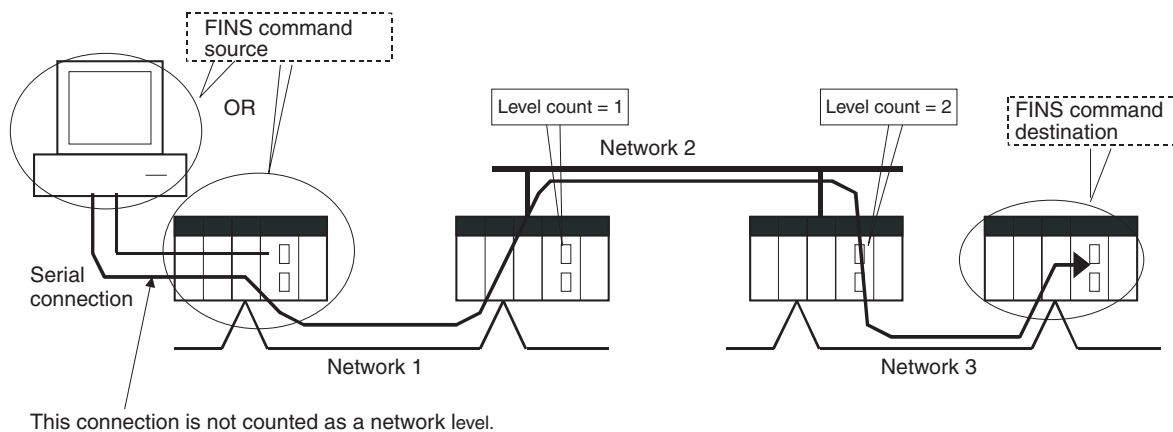 FINS command
source
OR
Level count = 1
Level count = 2
FINS command
destination
Network 2
Serial
connection
Network 1
Network 3
This connection is not counted as a network level.